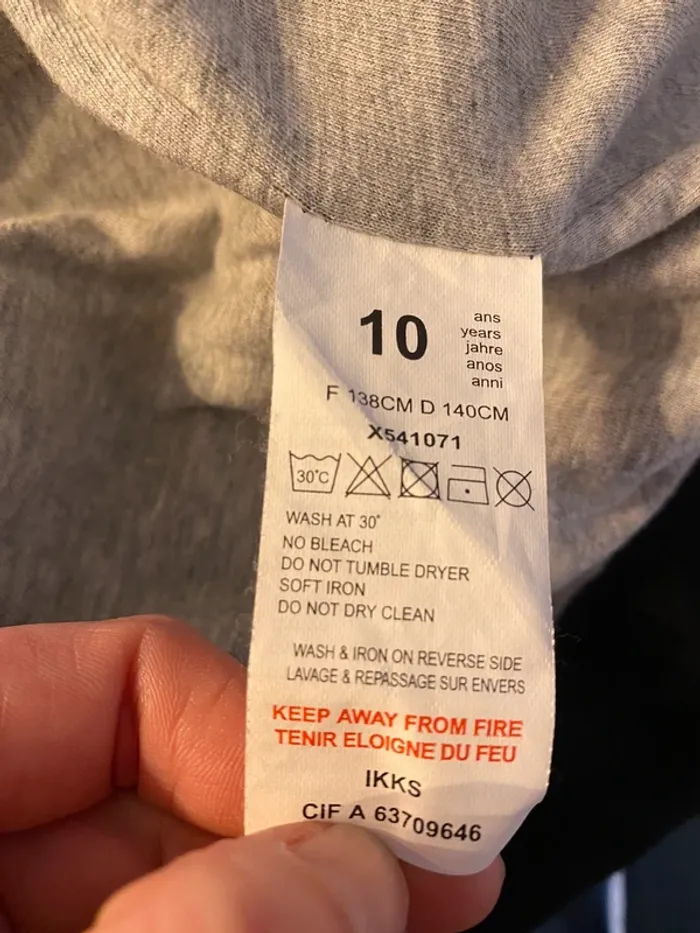 10
ans
years
jahre
anos
anni
F 138CM D 140CM
X541071
30°C
WASH AT 30°
NO BLEACH
DO NOT TUMBLE DRYER
SOFT IRON
DO NOT DRY CLEAN
WASH & IRON ON REVERSE SIDE
LAVAGE & REPASSAGE SUR ENVERS
KEEP AWAY FROM FIRE
TENIR ELOIGNE DU FEU
IKKS
CIF A 63709646